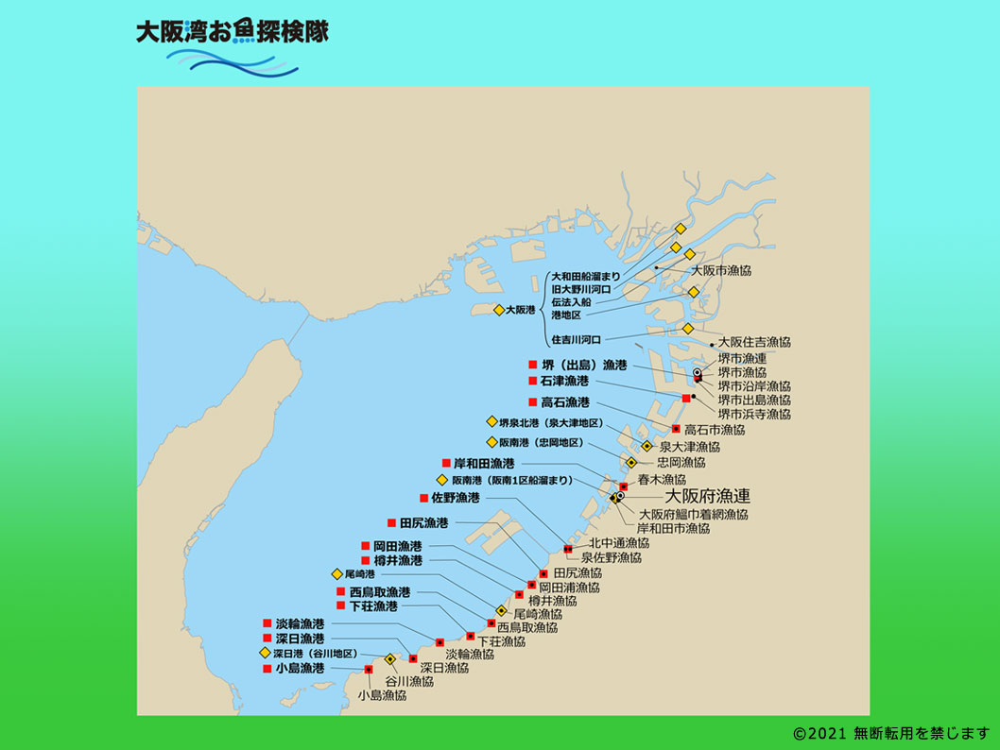 大阪湾お魚探検隊
大和田船溜まり
旧大野川河口
伝法入船
港地区
大阪港
住吉川河口
大阪市漁協
大阪住吉漁協
堺(出島)漁港
堺市漁連
石津漁港
堺市漁協
堺市沿岸漁協
高石漁港
堺市出島漁協
堺市浜寺漁協
堺泉北港(泉大津地区)
高石市漁協
阪南港(忠岡地区)
泉大津漁協
岸和田漁港
忠岡漁協
阪南港(阪南1区船溜まり)
春木漁協
佐野漁港
大阪府漁連
大阪府鰮巾着網漁協
田尻漁港
岸和田市漁協
岡田漁港
北中通漁協
樽井漁港
泉佐野漁協
尾崎港
田尻漁協
西鳥取漁港
岡田浦漁協
下荘漁港
樽井漁協
尾崎漁協
淡輪漁港
西鳥取漁協
深日漁港
下荘漁協
深日港(谷川地区)
淡輪漁協
小島漁港
深日漁協
谷川漁協
小島漁協
©2021 無断転用を禁じます